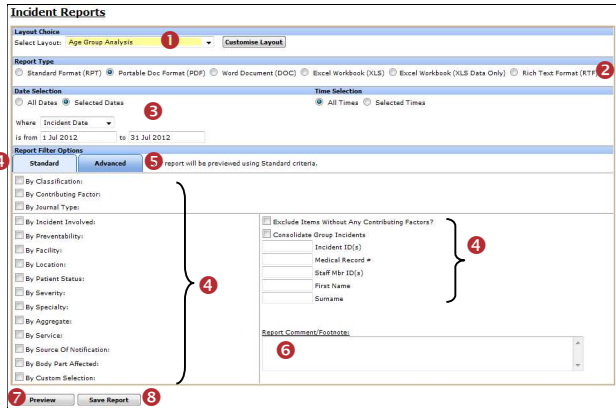 Incident Reports
Layout Choice
Select Layout: Age Group Analysis 1 Customise Layout
Report Type
Standard Format (RPT) Portable Doc Format (PDF) Word Document (DOC) Excel Workbook (XLS) Excel Workbook (XLS Data Only) Rich Text Format (RTF) 2
Date Selection Time Selection
All Dates Selected Dates 3 All Times Selected Times
Where Incident Date
is from 1 Jul 2012 to 31 Jul 2012
Report Filter Options
4 Standard Advanced 5 report will be previewed using Standard criteria.
By Classification:
By Contributing Factor:
By Journal Type:
By Incident Involved: Exclude Items Without Any Contributing Factors?
By Preventability: Consolidate Group Incidents
By Facility: Incident ID(s) 4
By Location: Medical Record #
By Patient Status: 4 Staff Mbr ID(s)
By Severity: First Name
By Specialty: Surname
By Aggregate:
By Service: Report Comment/Footnote:
By Source Of Notification: 6
By Body Part Affected:
By Custom Selection:
7 Preview Save Report 8